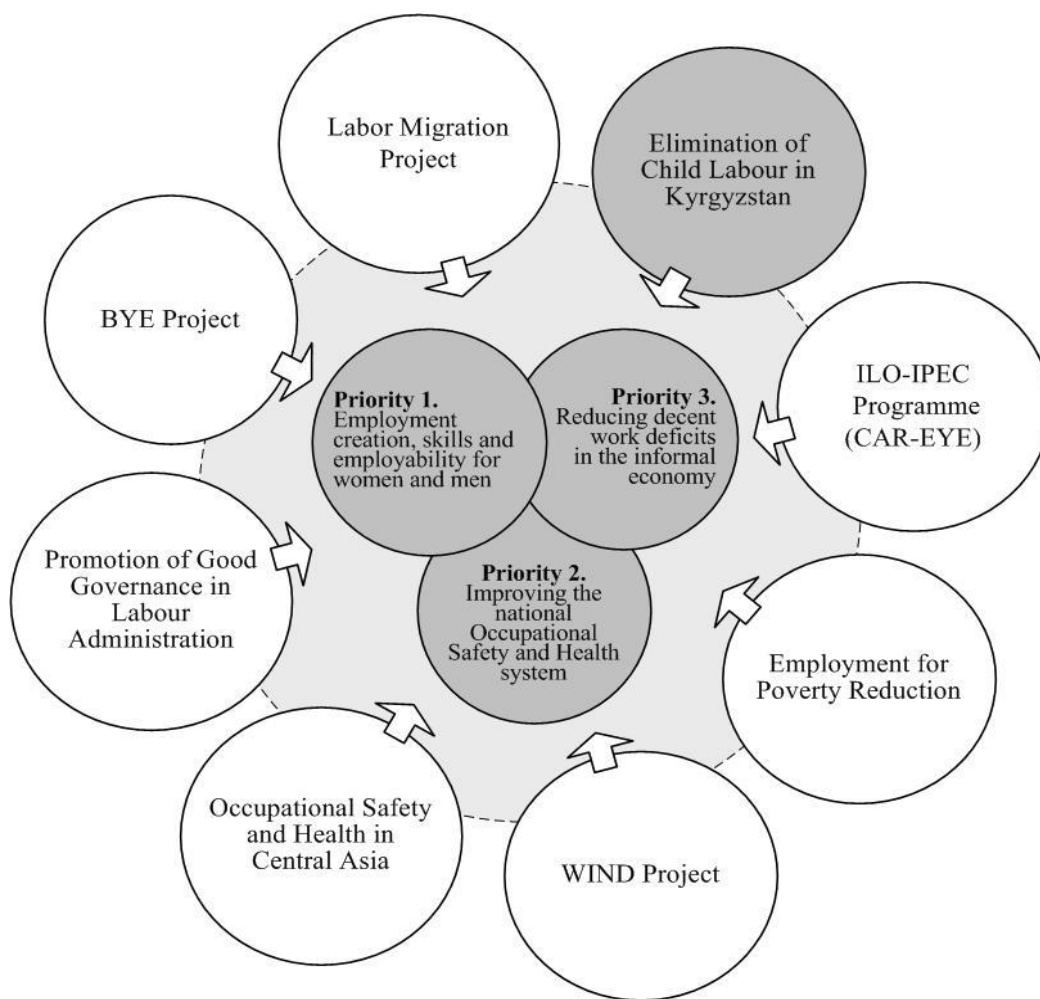 Labor Migration
Project
Elimination of
Child Labour in
Kyrgyzstan
BYE Project
ILO-IPEC
Programme
(CAR-EYE)
Priority 1.
Employment
creation, skills and
employability for
women and men
Priority 3.
Reducing decent
work deficits
in the informal
economy
Priority 2.
Improving the
national
Occupational
Safety and Health
system
Promotion of Good
Governance in
Labour
Administration
Employment for
Poverty Reduction
Occupational Safety
and Health in
Central Asia
WIND Project